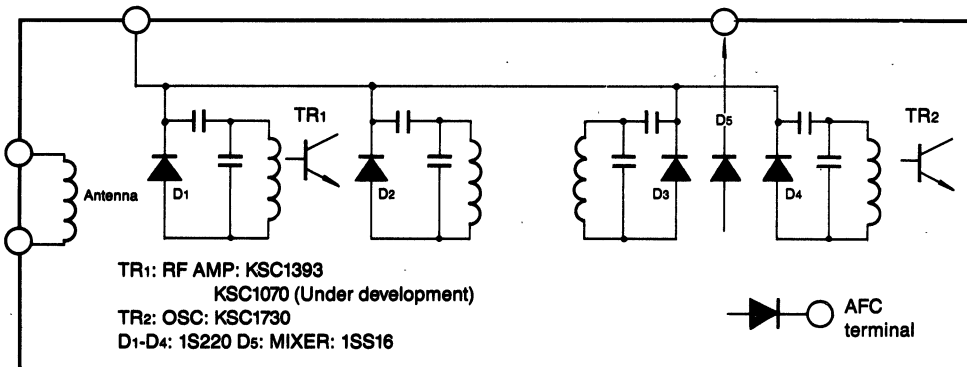 TR1
D5
TR2
Antenna
D1
D2
D3
D4
TR1: RF AMP: KSC1393
KSC1070 (Under development)
TR2: OSC: KSC1730
D1-D4: 1S220 D5: MIXER: 1SS16
AFC
terminal